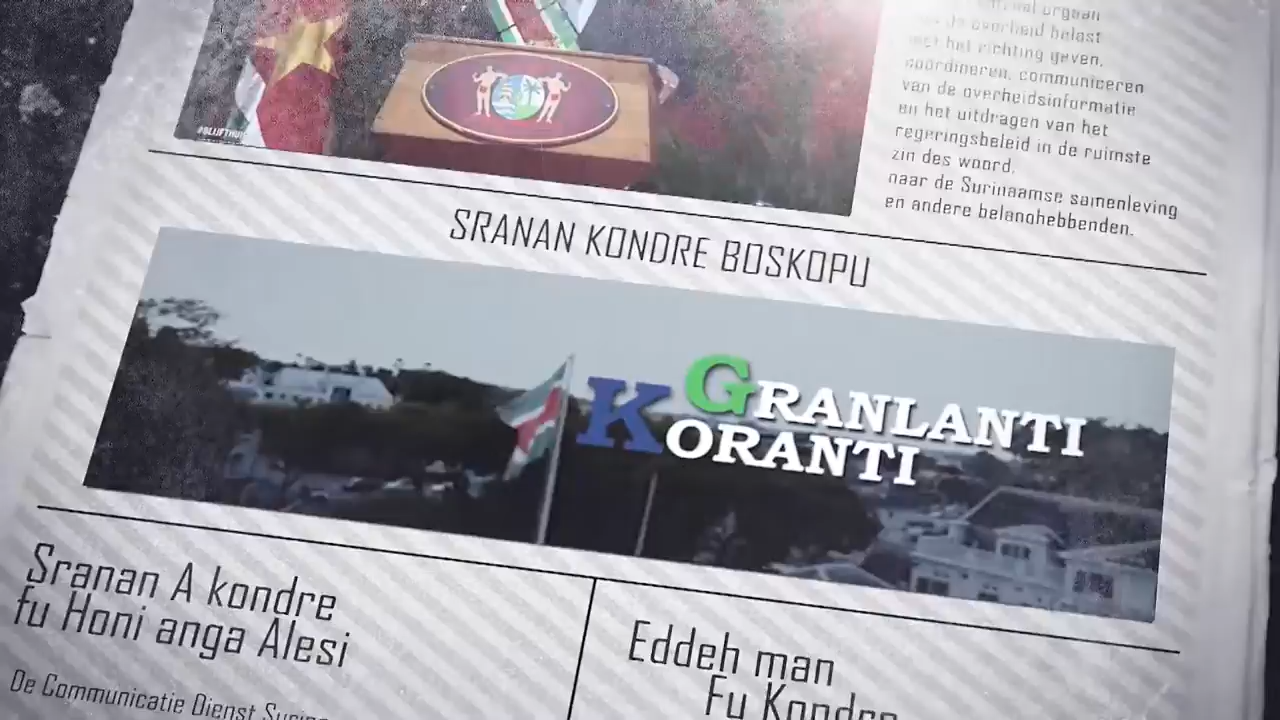 orgaan
de overheid belast
met het richting geven,
coördineren, communiceren
van de overheidsinformatie
en het uitdragen van het
regeringsbeleid in de ruimste
zin des woord,
naar de Surinaamse samenleving
en andere belanghebbenden.
#BLIJFTHUIS
SRANAN KONDRE BOSKOPU
GRANLANTI
KORANTI
Sranan A kondre
fu Honi anga Alesi
De Communicatie Dienst
Eddeh man
Fu Kondre